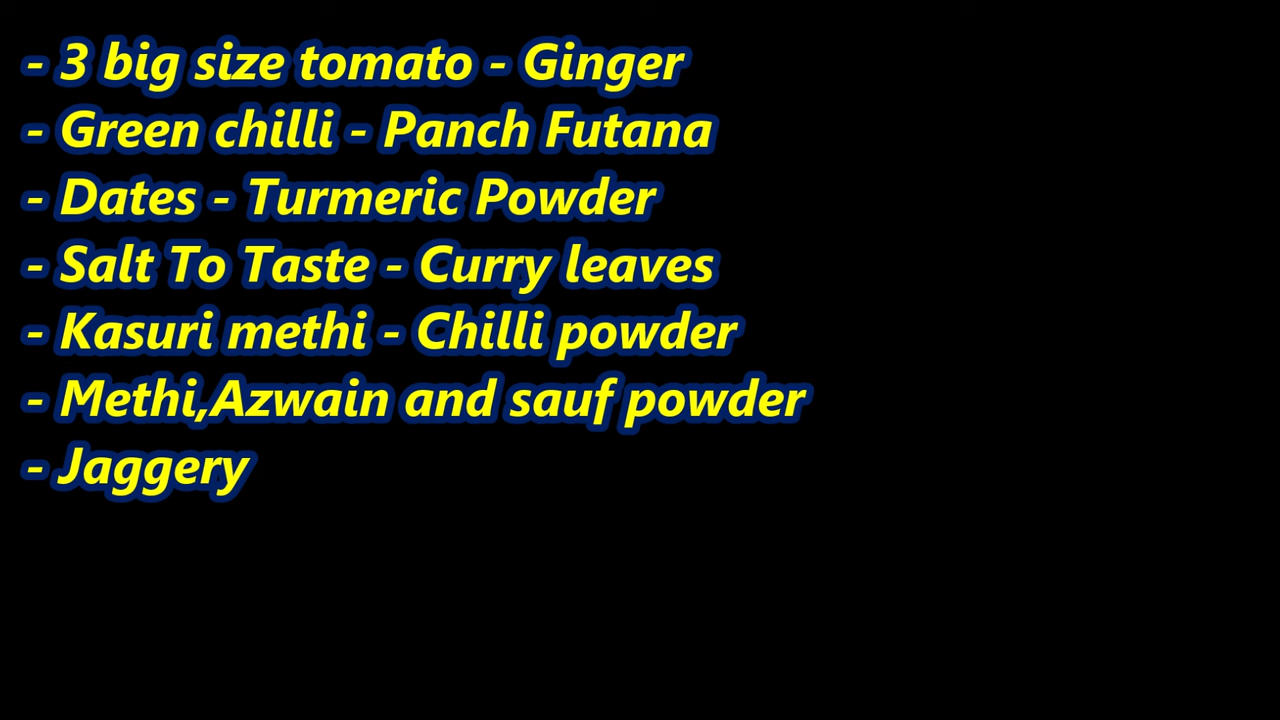 - 3 big size tomato - Ginger
- Green chilli - Panch Futana
- Dates - Turmeric Powder
- Salt To Taste - Curry leaves
- Kasuri methi - Chilli powder
- Methi,Azwain and sauf powder
- Jaggery